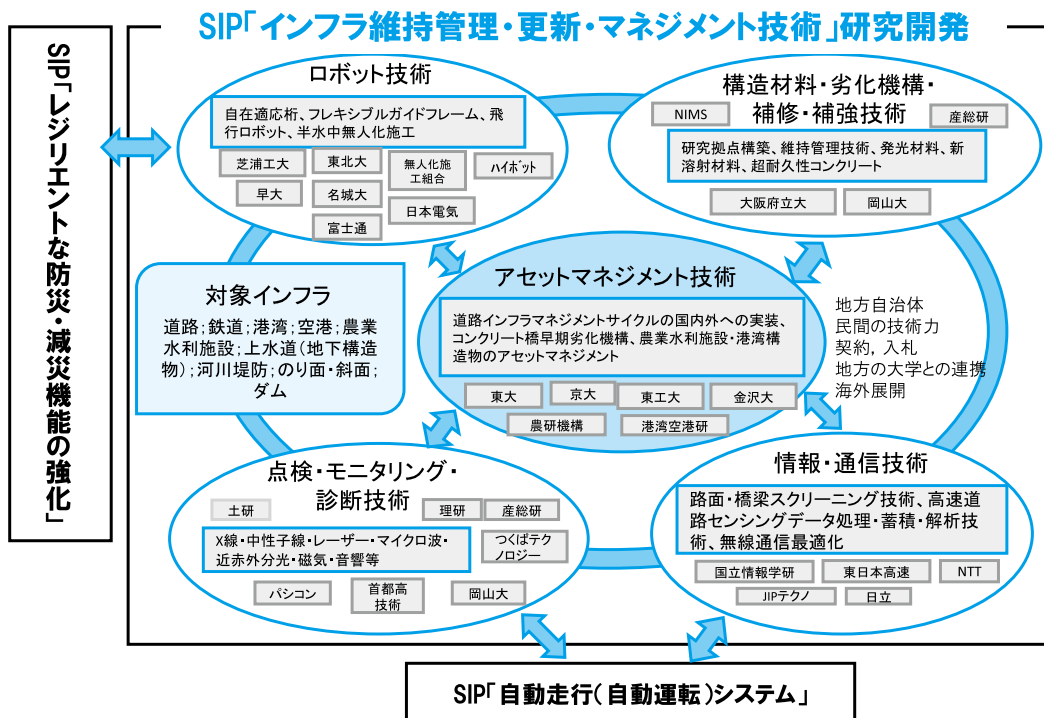 SIP「インフラ維持管理・更新・マネジメント技術」研究開発
SIP「レジリエントな防災・減災機能の強化」
ロボット技術
自在適応桁、フレキシブルガイドフレーム、飛
行ロボット、半水中無人化施工
芝浦工大
東北大
無人化施
工組合
ハイボット
早大
名城大
日本電気
富士通
構造材料・劣化機構・
補修・補強技術
NIMS
産総研
研究拠点構築、維持管理技術、発光材料、新
溶射材料、超耐久性コンクリート
大阪府立大
岡山大
対象インフラ
道路;鉄道;港湾;空港;農業
水利施設;上水道(地下構造
物);河川堤防;のり面・斜面;
ダム
アセットマネジメント技術
道路インフラマネジメントサイクルの国内外への実装、
コンクリート橋早期劣化機構、農業水利施設・港湾構
造物のアセットマネジメント
東大
京大
東工大
金沢大
農研機構
港湾空港研
地方自治体
民間の技術力
契約，入札
地方の大学との連携
海外展開
点検・モニタリング・
診断技術
土研
理研
産総研
X線・中性子線・レーザー・マイクロ波・
近赤外分光・磁気・音響等
つくばテク
ノロジー
パシコン
首都高
技術
岡山大
情報・通信技術
路面・橋梁スクリーニング技術、高速道
路センシングデータ処理・蓄積・解析技
術、無線通信最適化
国立情報学研
東日本高速
NTT
JIPテクノ
日立
SIP「自動走行(自動運転)システム」